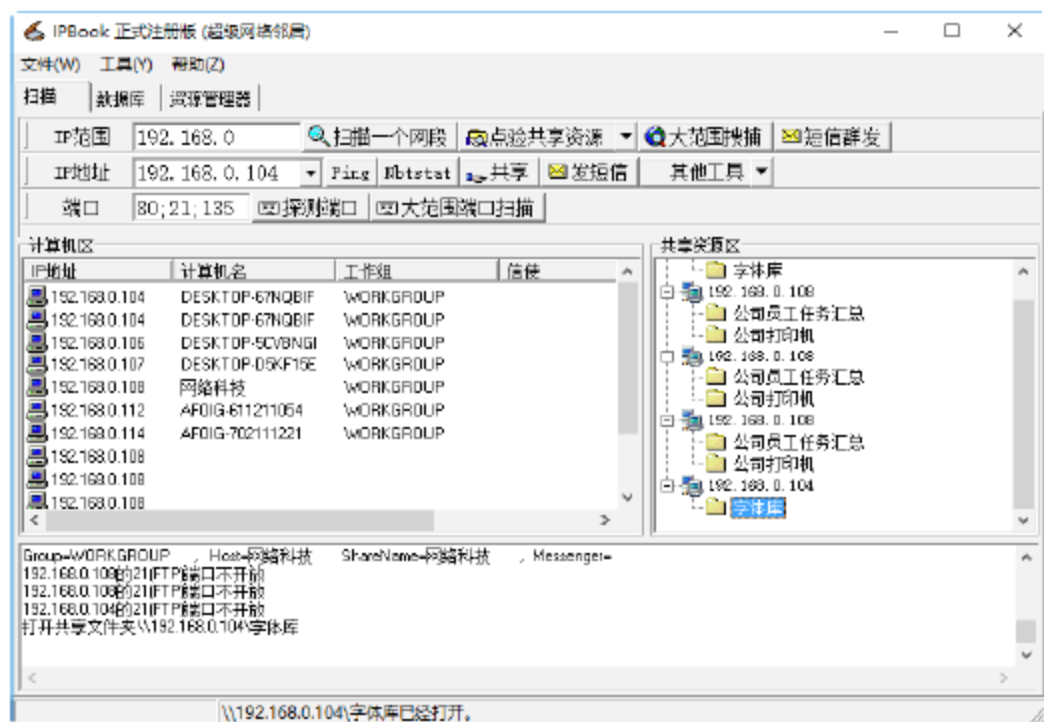 IPBook 正式注册版 (超级网络邻居)
文件(W) 工具(Y) 帮助(Z)
扫描 数据库 资源管理器
IP范围 192.168.0 扫描一个网段 点验共享资源 大范围搜捕 短信群发
IP地址 192.168.0.104 Ping Nbtstat 共享 发短信 其他工具
端口 80;21;135 探测端口 大范围端口扫描
计算机区
IP地址 计算机名 工作组 信使
192.168.0.104 DESKTOP-67NQBIF WORKGROUP
192.168.0.104 DESKTOP-67NQBIF WORKGROUP
192.168.0.106 DESKTOP-5CVBNGI WORKGROUP
192.168.0.107 DESKTOP-D5KF15E WORKGROUP
192.168.0.108 网络科技 WORKGROUP
192.168.0.112 AF0IG-611211054 WORKGROUP
192.168.0.114 AF0IG-702111221 WORKGROUP
192.168.0.108
192.168.0.108
192.168.0.108
共享资源区
字体库
192.168.0.108
公司员工任务汇总
公司打印机
192.168.0.108
公司员工任务汇总
公司打印机
192.168.0.108
公司员工任务汇总
公司打印机
192.168.0.104
字体库
Group=WORKGROUP , Host=网络科技 ShareName=网络科技 , Messenger=
192.168.0.108的21(FTP)端口不开放
192.168.0.108的21(FTP)端口不开放
192.168.0.104的21(FTP)端口不开放
打开共享文件夹\\192.168.0.104\字体库
\\192.168.0.104\字体库已经打开。